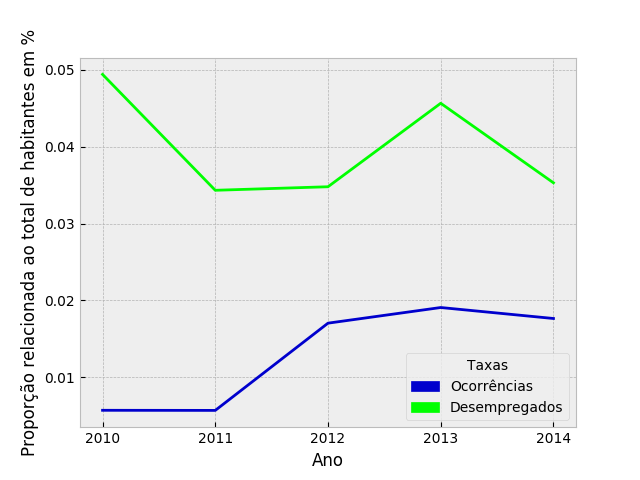 Proporção relacionada ao total de habitantes em %
0.05
0.04
0.03
0.02
0.01
Taxas
Ocorrências
Desempregados
2010 2011 2012 2013 2014
Ano